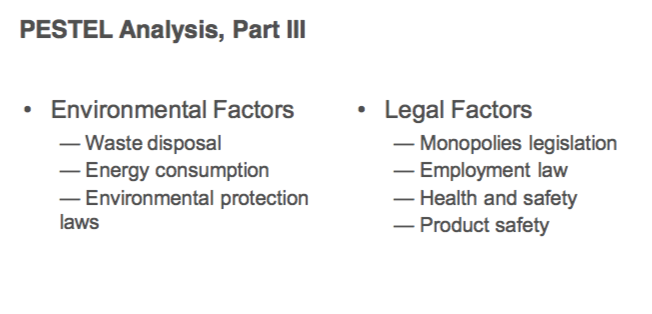 PESTEL Analysis, Part III
• Environmental Factors
— Waste disposal
— Energy consumption
— Environmental protection
laws
• Legal Factors
— Monopolies legislation
— Employment law
— Health and safety
— Product safety